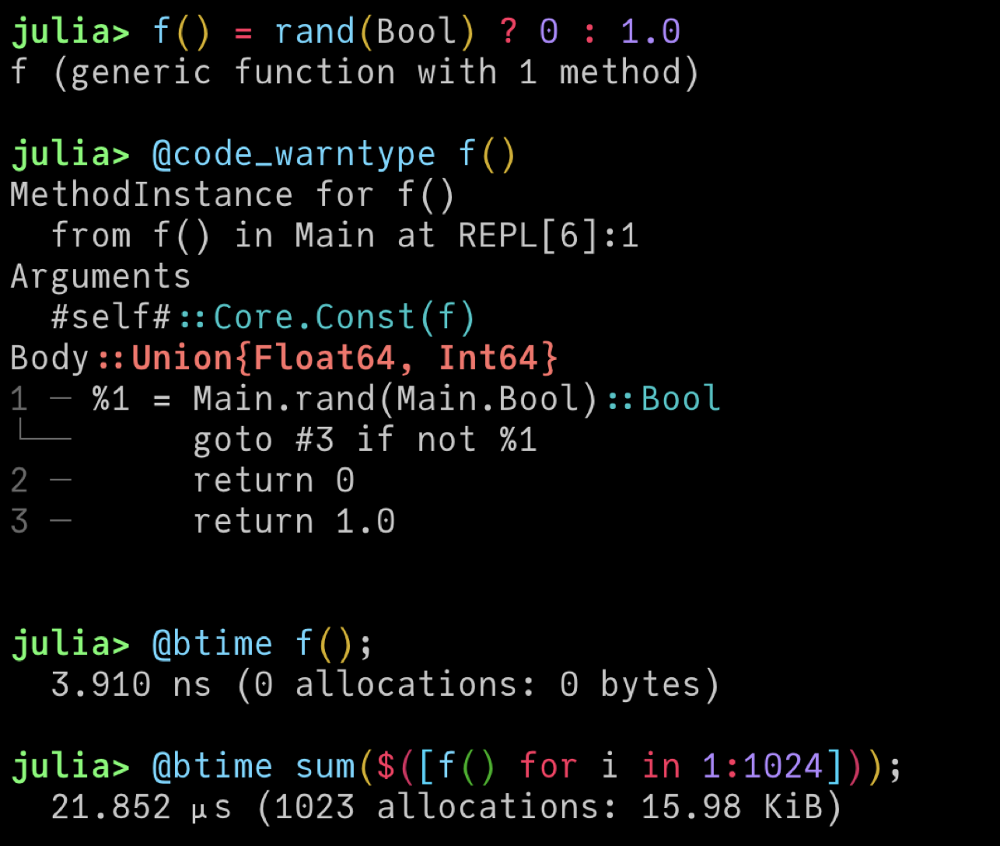 julia> f() = rand(Bool) ? 0 : 1.0
f (generic function with 1 method)
julia> @code_warntype f()
MethodInstance for f()
  from f() in Main at REPL[6]:1
Arguments
  #self#::Core.Const(f)
Body::Union{Float64, Int64}
1 ─ %1 = Main.rand(Main.Bool)::Bool
└──      goto #3 if not %1
2 ─      return 0
3 ─      return 1.0
julia> @btime f();
  3.910 ns (0 allocations: 0 bytes)
julia> @btime sum($([f() for i in 1:1024]));
  21.852 μs (1023 allocations: 15.98 KiB)